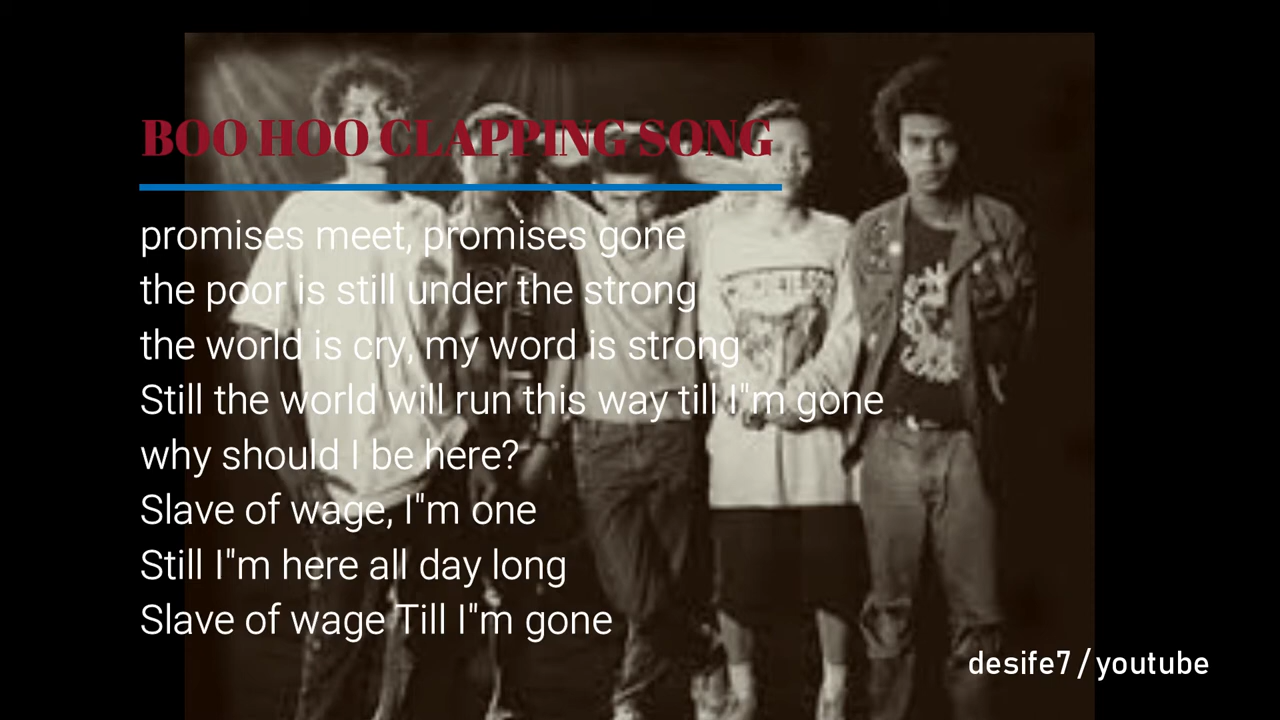 BOO HOO CLAPPING SONG
promises meet, promises gone
the poor is still under the strong
the world is cry, my word is strong
Still the world will run this way till I"m gone
why should I be here?
Slave of wage, I"m one
Still I"m here all day long
Slave of wage Till I"m gone
desife7/youtube